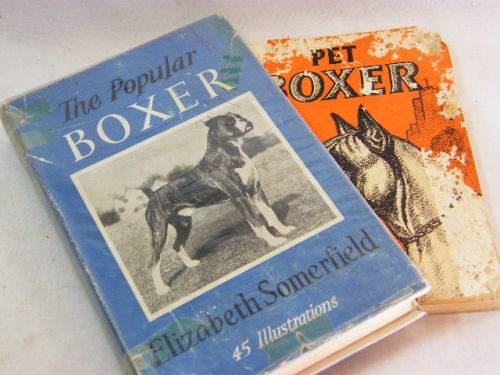 The Popular
BOXER
Elizabeth Somerfield
45 Illustrations
PET
BOXER